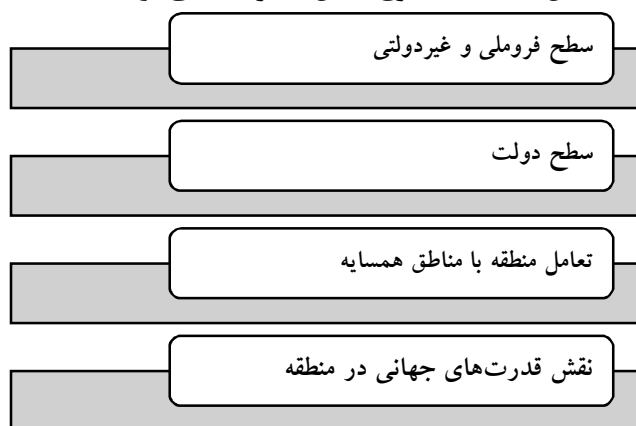 سطح فروملی و غیردولتی
سطح دولت
تعامل منطقه با مناطق همسایه
نقش قدرت‌های جهانی در منطقه